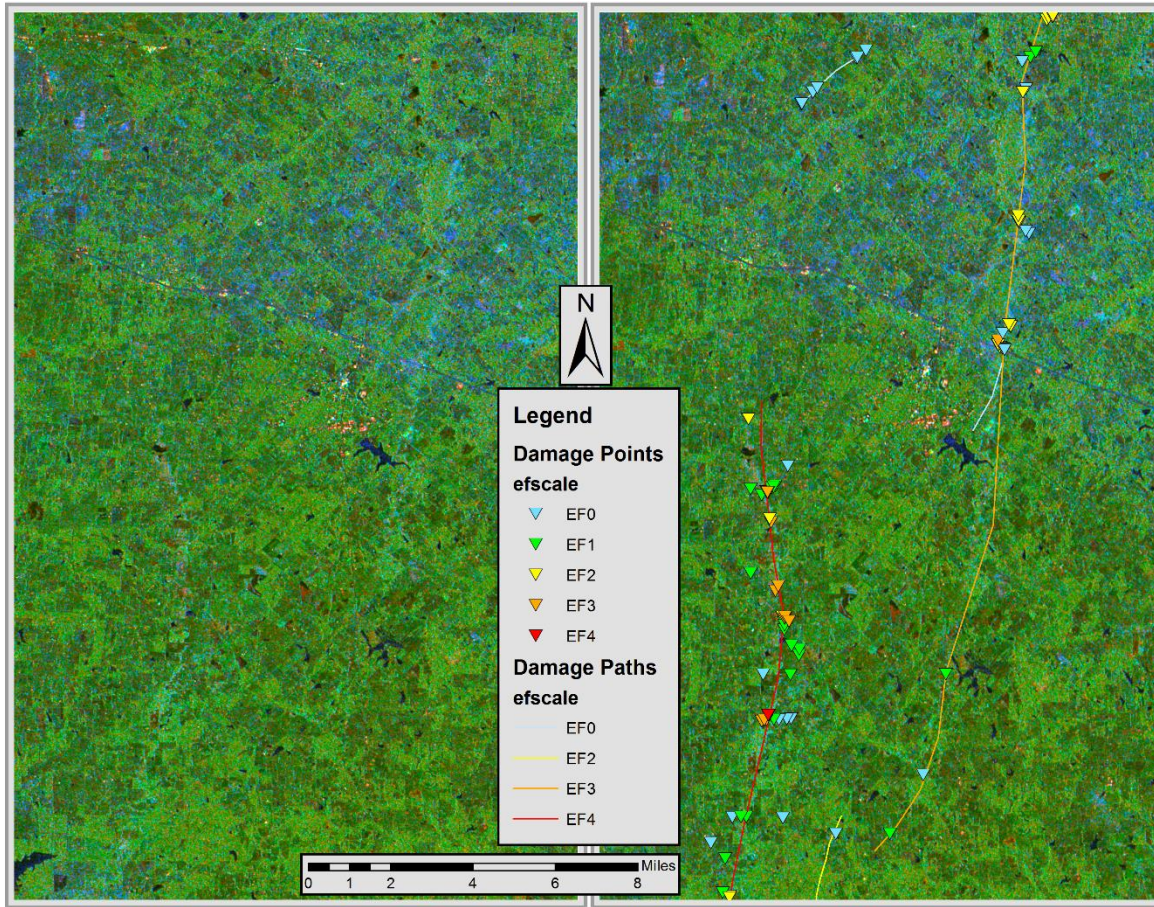 N
Legend
Damage Points
efscale
EF0
EF1
EF2
EF3
EF4
Damage Paths
efscale
EF0
EF2
EF3
EF4
Miles
0 1 2 4 6 8